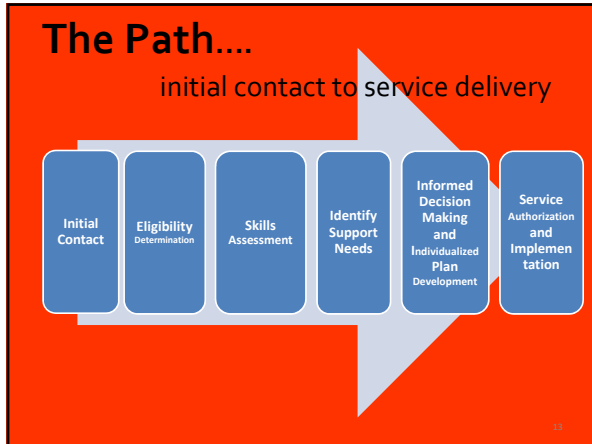 The Path....
initial contact to service delivery
Initial
Contact
Eligibility
Determination
Skills
Assessment
Identify
Support
Needs
Informed
Decision
Making
and
Individualized
Plan
Development
Service
Authorization
and
Implemen
tation
13